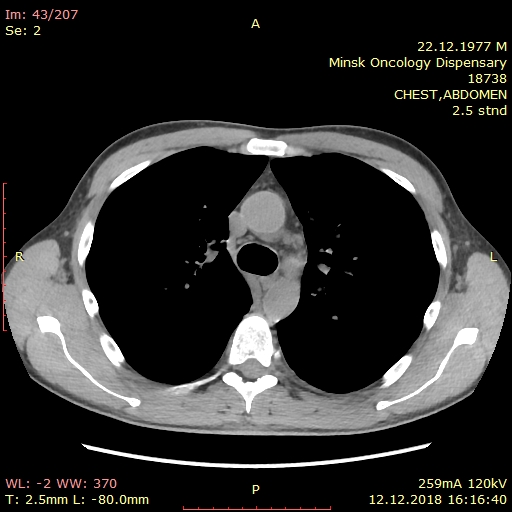 Im: 43/207
Se: 2
A
22.12.1977 M
Minsk Oncology Dispensary
18738
CHEST,ABDOMEN
2.5 stnd
R
L
WL: -2 WW: 370
T: 2.5mm L: -80.0mm
P
259mA 120kV
12.12.2018 16:16:40